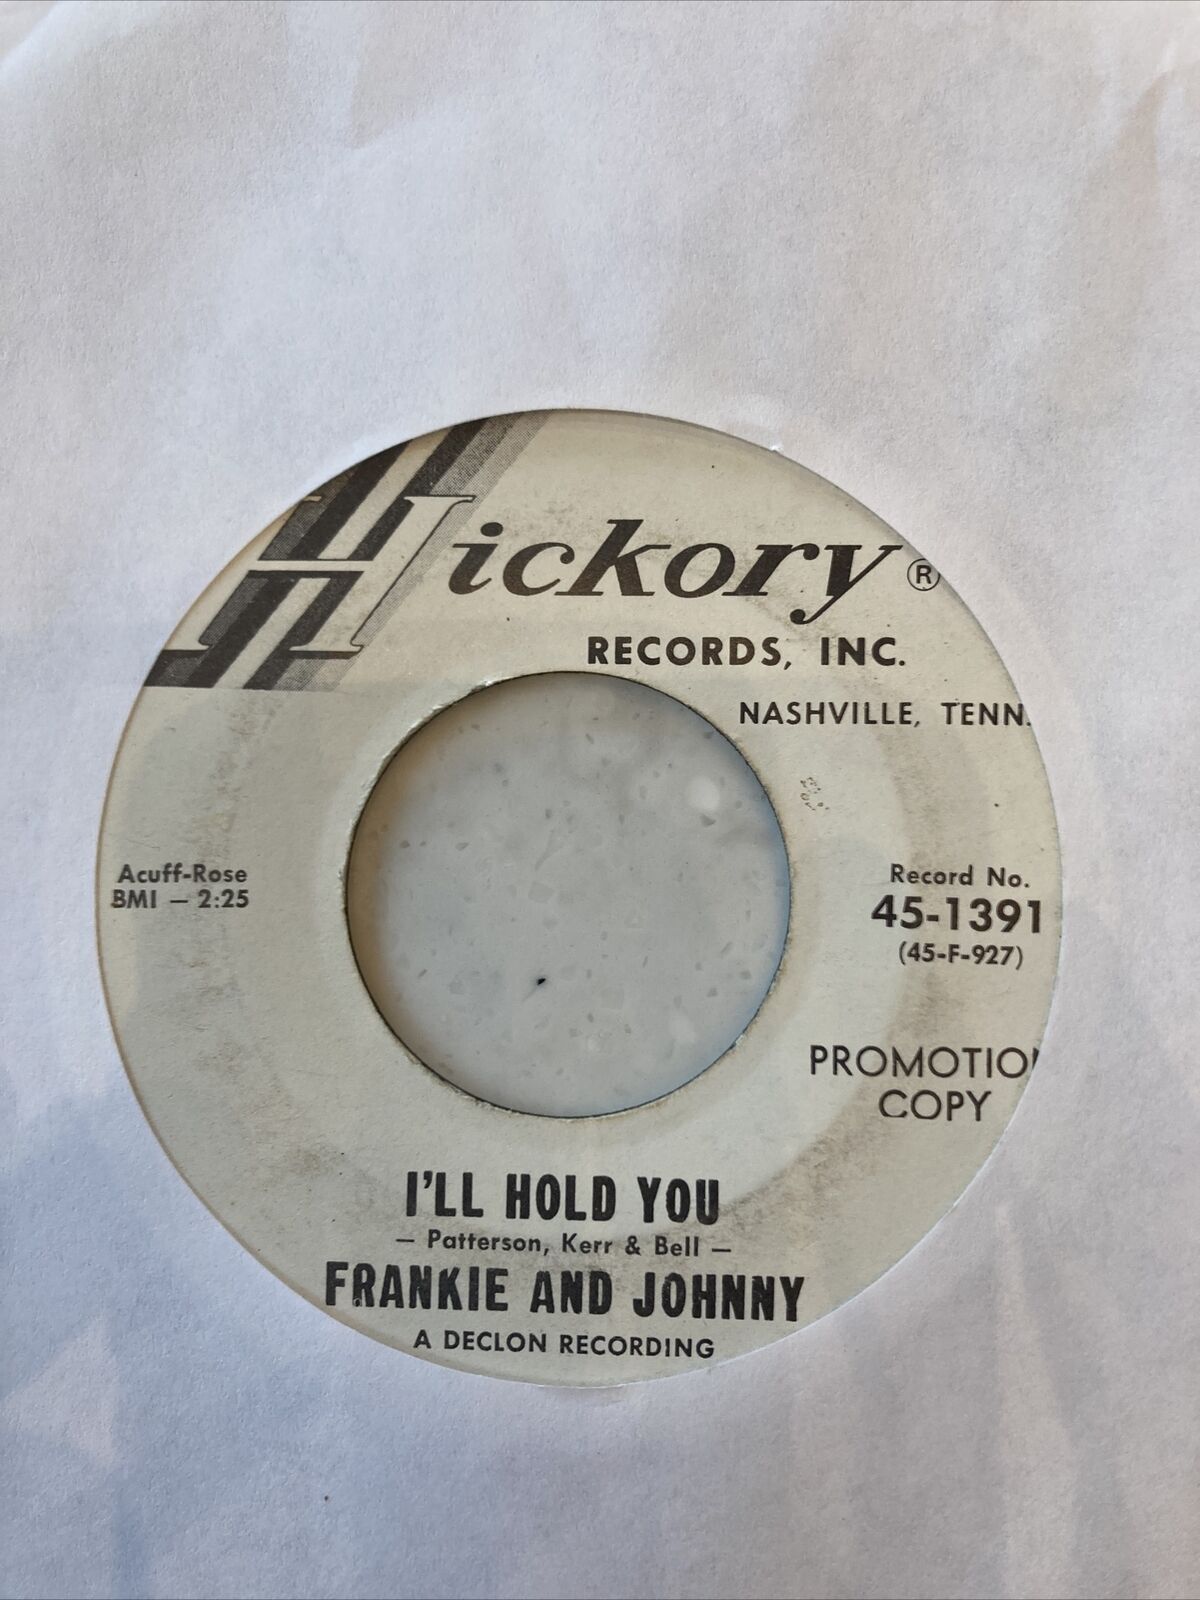 Hickory®
RECORDS, INC.
NASHVILLE, TENN.
Acuff-Rose
BMI — 2:25
Record No.
45-1391
(45-F-927)
PROMOTIO
COPY
I'LL HOLD YOU
— Patterson, Kerr & Bell —
FRANKIE AND JOHNNY
A DECLON RECORDING